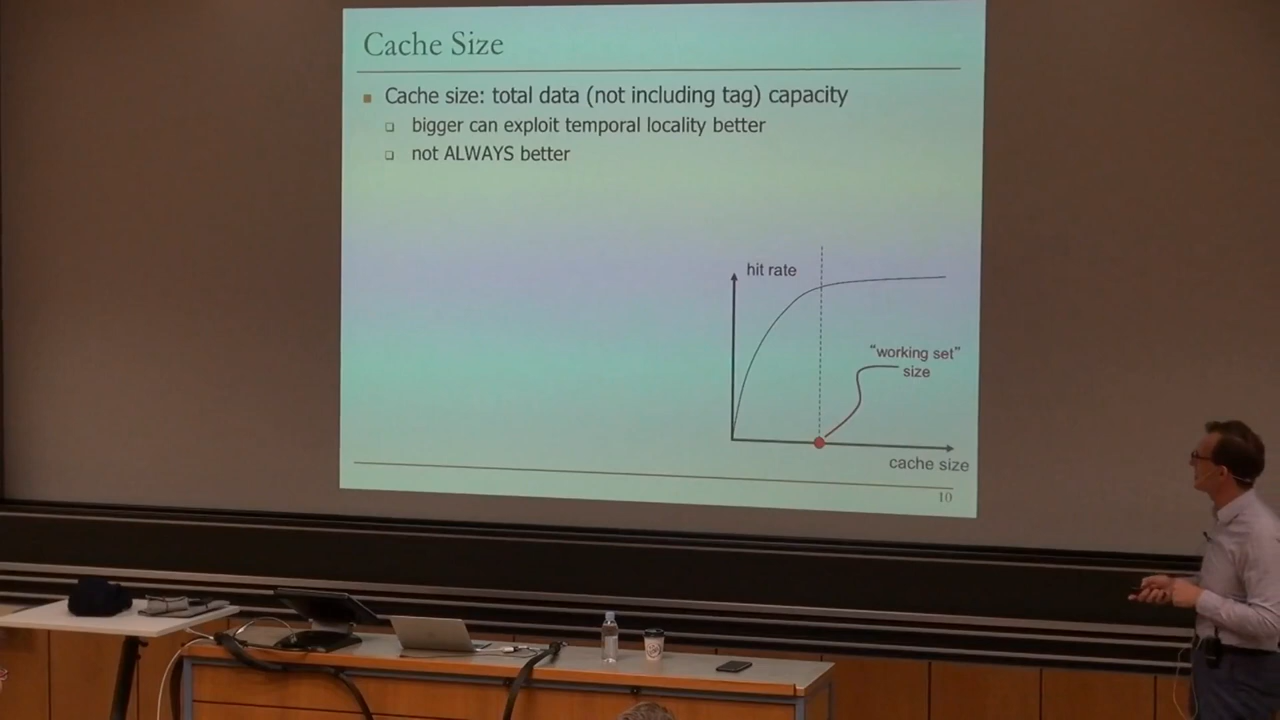 Cache Size
■ Cache size: total data (not including tag) capacity
❑ bigger can exploit temporal locality better
❑ not ALWAYS better
hit rate
“working set”
size
cache size
10